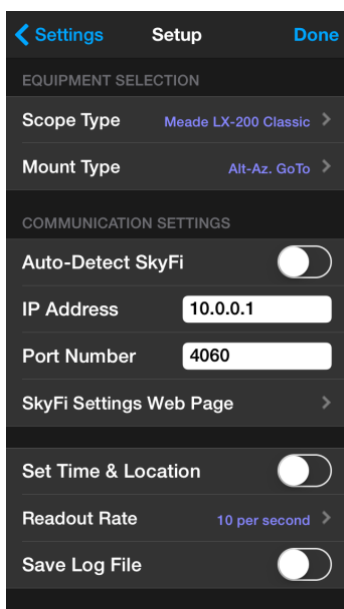 Settings Setup Done
EQUIPMENT SELECTION
Scope Type Meade LX-200 Classic
Mount Type Alt-Az. GoTo
COMMUNICATION SETTINGS
Auto-Detect SkyFi
IP Address 10.0.0.1
Port Number 4060
SkyFi Settings Web Page
Set Time & Location
Readout Rate 10 per second
Save Log File